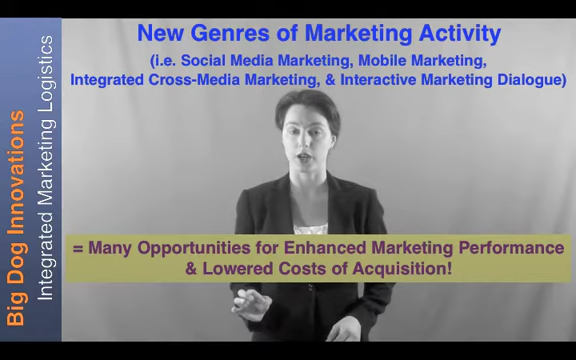 New Genres of Marketing Activity
(i.e. Social Media Marketing, Mobile Marketing,
Integrated Cross-Media Marketing, & Interactive Marketing Dialogue)
Big Dog Innovations
Integrated Marketing Logistics
= Many Opportunities for Enhanced Marketing Performance
& Lowered Costs of Acquisition!